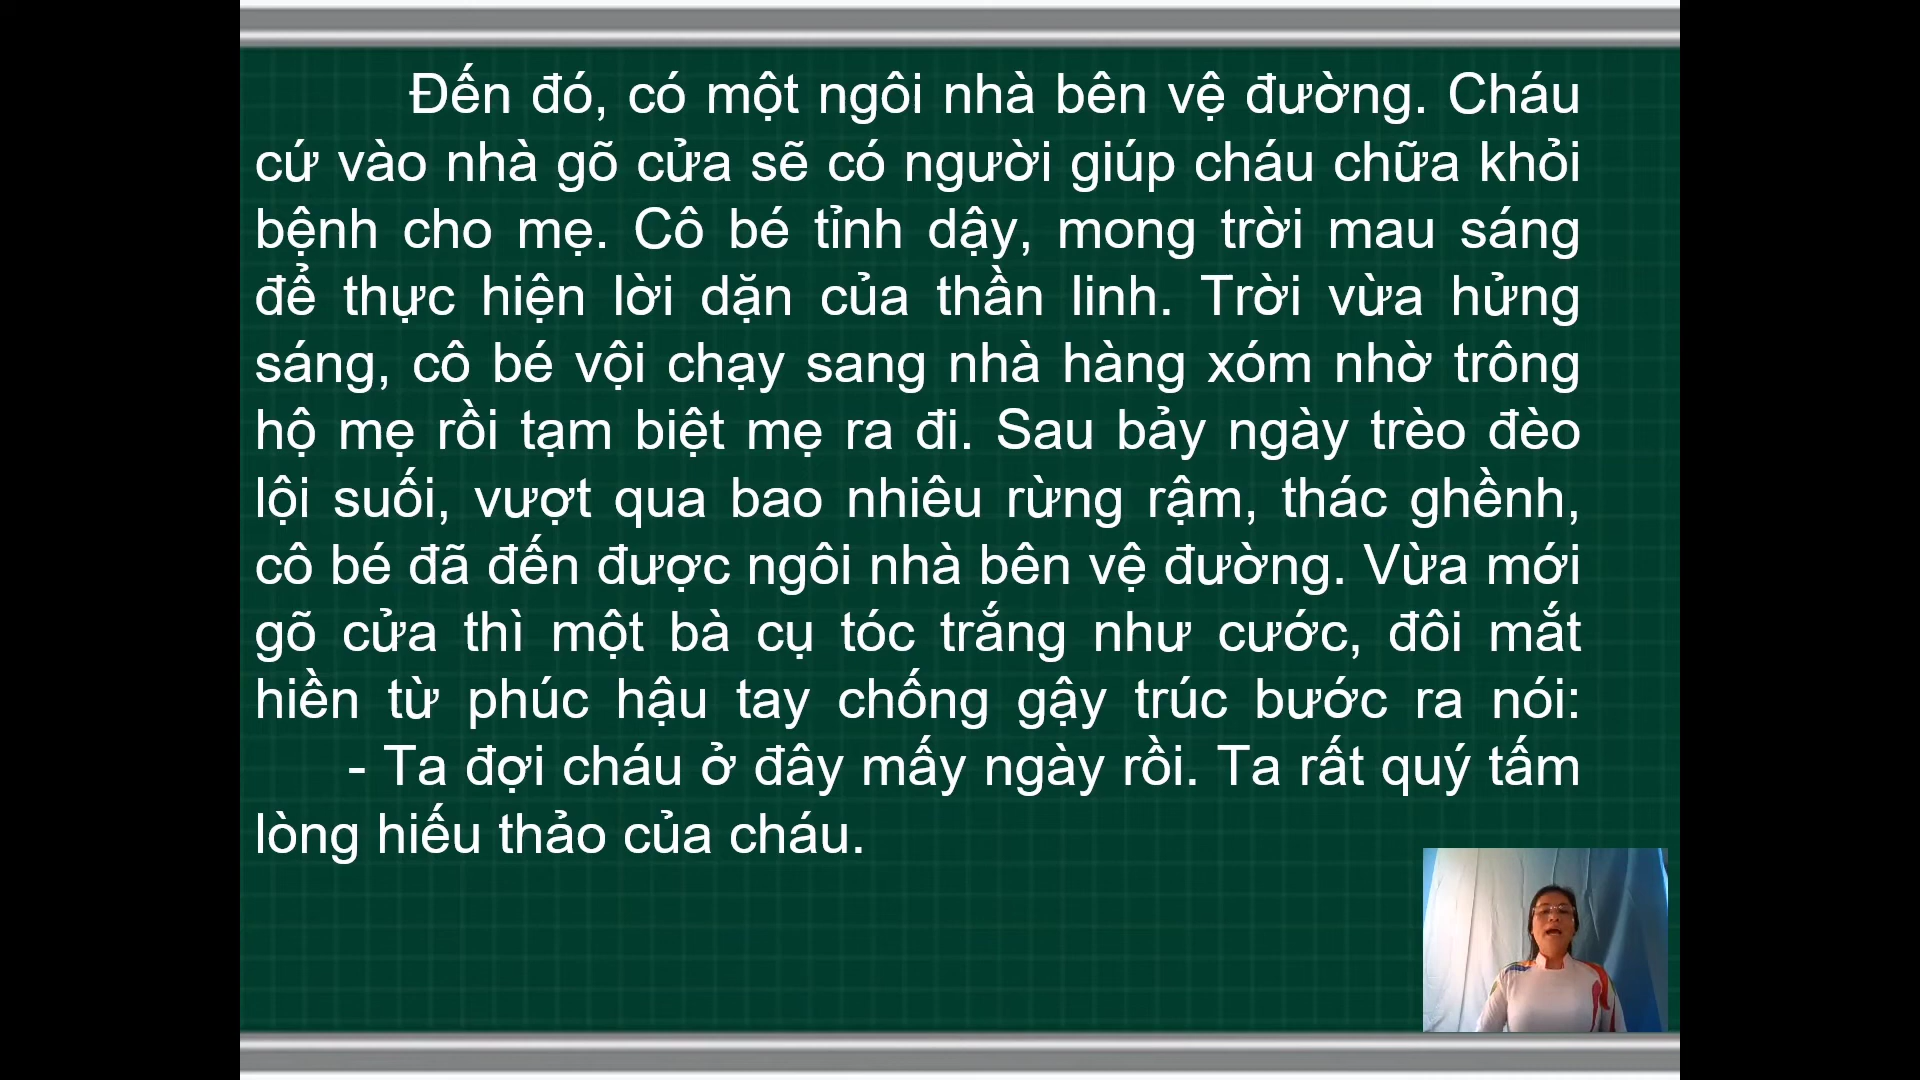 Đến đó, có một ngôi nhà bên vệ đường. Cháu
cứ vào nhà gõ cửa sẽ có người giúp cháu chữa khỏi
bệnh cho mẹ. Cô bé tỉnh dậy, mong trời mau sáng
để thực hiện lời dặn của thần linh. Trời vừa hửng
sáng, cô bé vội chạy sang nhà hàng xóm nhờ trông
hộ mẹ rồi tạm biệt mẹ ra đi. Sau bảy ngày trèo đèo
lội suối, vượt qua bao nhiêu rừng rậm, thác ghềnh,
cô bé đã đến được ngôi nhà bên vệ đường. Vừa mới
gõ cửa thì một bà cụ tóc trắng như cước, đôi mắt
hiền từ phúc hậu tay chống gậy trúc bước ra nói:
- Ta đợi cháu ở đây mấy ngày rồi. Ta rất quý tấm
lòng hiếu thảo của cháu.